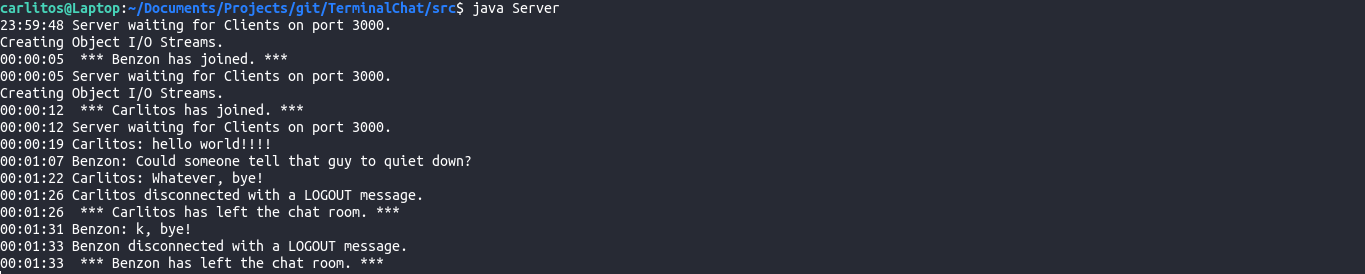 carlitos@Laptop:~/Documents/Projects/git/TerminalChat/src$ java Server
23:59:48 Server waiting for Clients on port 3000.
Creating Object I/O Streams.
00:00:05  *** Benzon has joined. ***
00:00:05 Server waiting for Clients on port 3000.
Creating Object I/O Streams.
00:00:12  *** Carlitos has joined. ***
00:00:12 Server waiting for Clients on port 3000.
00:00:19 Carlitos: hello world!!!!
00:01:07 Benzon: Could someone tell that guy to quiet down?
00:01:22 Carlitos: Whatever, bye!
00:01:26 Carlitos disconnected with a LOGOUT message.
00:01:26  *** Carlitos has left the chat room. ***
00:01:31 Benzon: k, bye!
00:01:33 Benzon disconnected with a LOGOUT message.
00:01:33  *** Benzon has left the chat room. ***